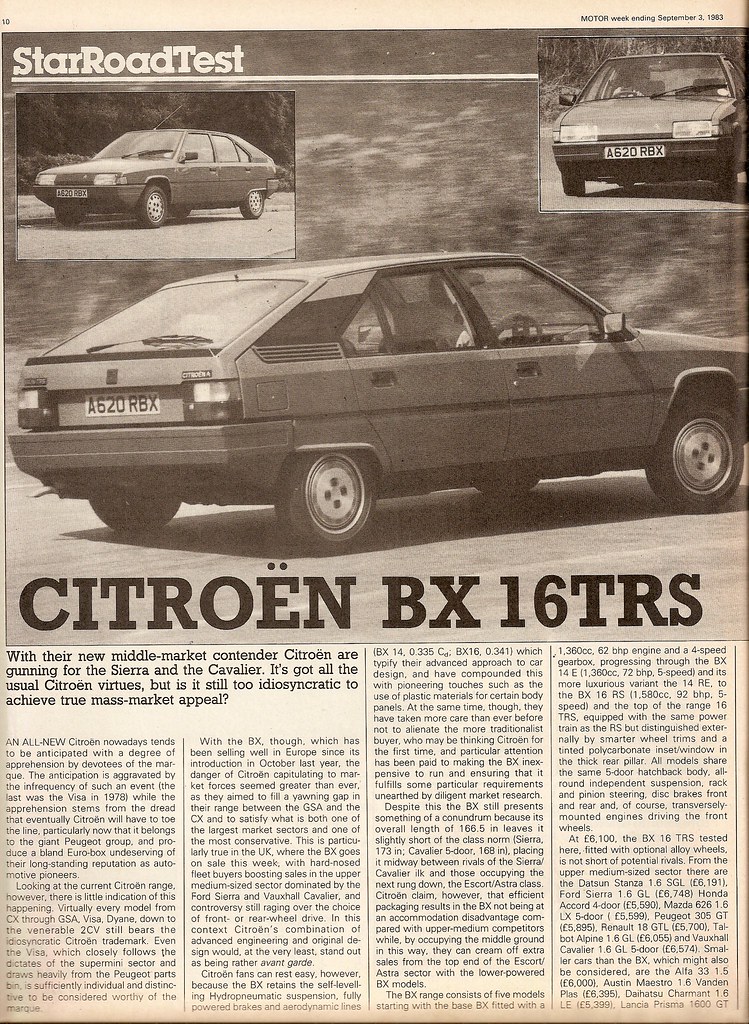 10
MOTOR week ending September 3, 1983
StarRoadTest
A620 RBX
A620 RBX
CITROËN
A620 RBX
CITROËN BX 16TRS
With their new middle-market contender Citroën are
gunning for the Sierra and the Cavalier. It's got all the
usual Citroën virtues, but is it still too idiosyncratic to
achieve true mass-market appeal?
AN ALL-NEW Citroën nowadays tends
to be anticipated with a degree of
apprehension by devotees of the mar-
que. The anticipation is aggravated by
the infrequency of such an event (the
last was the Visa in 1978) while the
apprehension stems from the dread
that eventually Citroën will have to toe
the line, particularly now that it belongs
to the giant Peugeot group, and pro-
duce a bland Euro-box undeserving of
their long-standing reputation as auto-
motive pioneers.
Looking at the current Citroën range,
however, there is little indication of this
happening. Virtually every model from
CX through GSA, Visa, Dyane, down to
the venerable 2CV still bears the
idiosyncratic Citroën trademark. Even
the Visa, which closely follows the
dictates of the supermini sector and
draws heavily from the Peugeot parts
bin, is sufficiently individual and distinc-
tive to be considered worthy of the
marque.
With the BX, though, which has
been selling well in Europe since its
introduction in October last year, the
danger of Citroën capitulating to mar-
ket forces seemed greater than ever,
as they aimed to fill a yawning gap in
their range between the GSA and the
CX and to satisfy what is both one of
the largest market sectors and one of
the most conservative. This is particu-
larly true in the UK, where the BX goes
on sale this week; with hard-nosed
fleet buyers boosting sales in the upper
medium-sized sector dominated by the
Ford Sierra and Vauxhall Cavalier, and
controversy still raging over the choice
of front- or rear-wheel drive. In this
context Citroën's combination of
advanced engineering and original de-
sign would, at the very least, stand out
as being rather avant garde.
Citroën fans can rest easy, however,
because the BX retains the self-levell-
ing Hydropneumatic suspension, fully
powered brakes and aerodynamic lines
(BX 14, 0.335 Cd; BX16, 0.341) which
typify their advanced approach to car
design, and have compounded this
with pioneering touches such as the
use of plastic materials for certain body
panels. At the same time, though, they
have taken more care than ever before
not to alienate the more traditionalist
buyer, who may be thinking Citroën for
the first time, and particular attention
has been paid to making the BX inex-
pensive to run and ensuring that it
fulfills some particular requirements
unearthed by diligent market research.
Despite this the BX still presents
something of a conundrum because its
overall length of 166.5 in leaves it
slightly short of the class norm (Sierra,
173 in; Cavalier 5-door, 168 in), placing
it midway between rivals of the Sierra/
Cavalier ilk and those occupying the
next rung down, the Escort/Astra class.
Citroën claim, however, that efficient
packaging results in the BX not being at
an accommodation disadvantage com-
pared with upper-medium competitors
while, by occupying the middle ground
in this way, they can cream off extra
sales from the top end of the Escort/
Astra sector with the lower-powered
BX models.
The BX range consists of five models
starting with the base BX fitted with a
1,360cc, 62 bhp engine and a 4-speed
gearbox, progressing through the BX
14 E (1,360cc, 72 bhp, 5-speed) and its
more luxurious variant the 14 RE, to
the BX 16 RS (1,580cc, 92 bhp, 5-
speed) and the top of the range 16
TRS, equipped with the same power
train as the RS but distinguished exter-
nally by smarter wheel trims and a
tinted polycarbonate inset/window in
the thick rear pillar. All models share
the same 5-door hatchback body, all-
round independent suspension, rack
and pinion steering, disc brakes front
and rear and, of course, transversely-
mounted engines driving the front
wheels.
At £6,100, the BX 16 TRS tested
here, fitted with optional alloy wheels,
is not short of potential rivals. From the
upper medium-sized sector there are
the Datsun Stanza 1.6 SGL (£6,191),
Ford Sierra 1.6 GL (£6,748) Honda
Accord 4-door (£5,590), Mazda 626 1.6
LX 5-door ( £5,599), Peugeot 305 GT
(£5,895), Renault 18 GTL (£5,700), Tal-
bot Alpine 1.6 GL (£6,055) and Vauxhall
Cavalier 1.6 GL 5-door (£6,574). Smal-
ler cars than the BX, which might also
be considered, are the Alfa 33 1.5
(£6,000), Austin Maestro 1.6 Vanden
Plas (£6,395), Daihatsu Charmant 1.6
LE (£5,399), Lancia Prisma 1600 GT